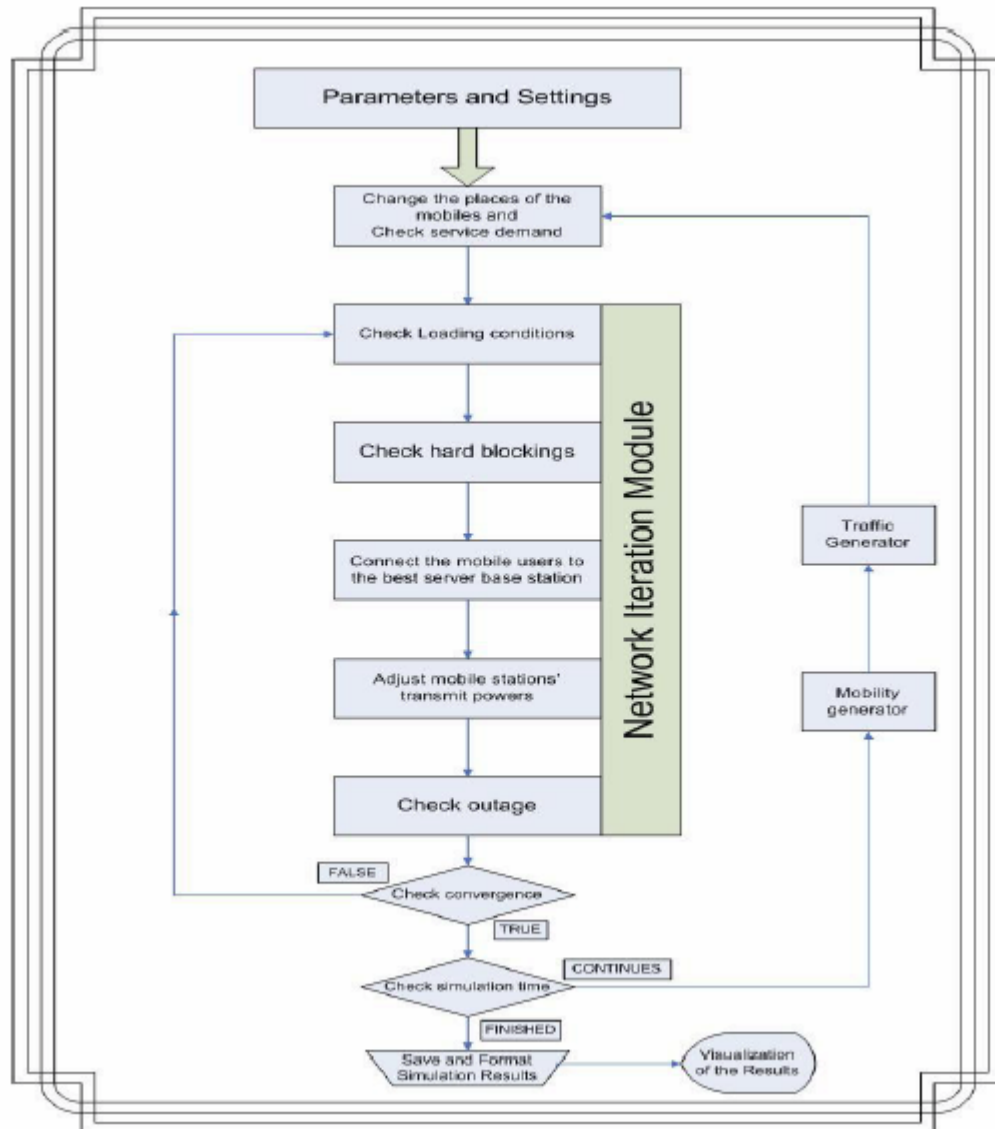 Parameters and Settings
Change the places of the
mobiles and
Check service demand
Check Loading conditions
Check hard blockings
Connect the mobile users to
the best server base station
Adjust mobile stations'
transmit powers
Check outage
Network Iteration Module
Traffic
Generator
Mobility
generator
FALSE
Check convergence
TRUE
CONTINUES
Check simulation time
FINISHED
Save and Format
Simulation Results
Visualization
of the Results